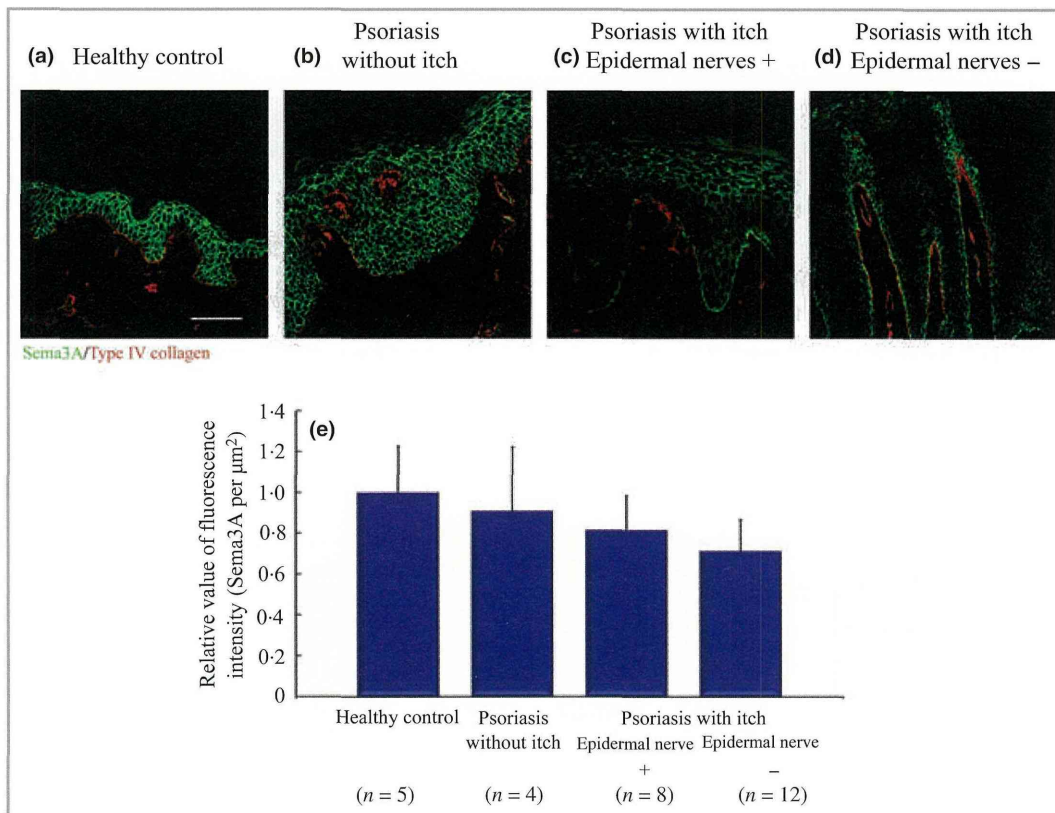 (a) Healthy control
(b) Psoriasis
without itch
(c) Psoriasis with itch
Epidermal nerves +
(d) Psoriasis with itch
Epidermal nerves –
Sema3A/Type IV collagen
(e)
Relative value of fluorescence
intensity (Sema3A per μm²)
1·4
1·2
1·0
0·8
0·6
0·4
0·2
0
Healthy control
Psoriasis
without itch
Psoriasis with itch
Epidermal nerve
+
Epidermal nerve
–
(n = 5)
(n = 4)
(n = 8)
(n = 12)